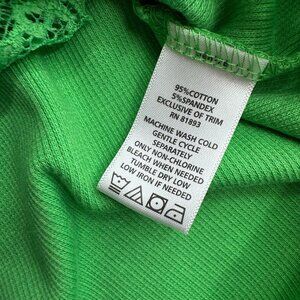 95%COTTON
5%SPANDEX
EXCLUSIVE OF TRIM
RN 81893
MACHINE WASH COLD
GENTLE CYCLE
SEPARATELY
ONLY NON-CHLORINE
BLEACH WHEN NEEDED
TUMBLE DRY LOW
LOW IRON IF NEEDED